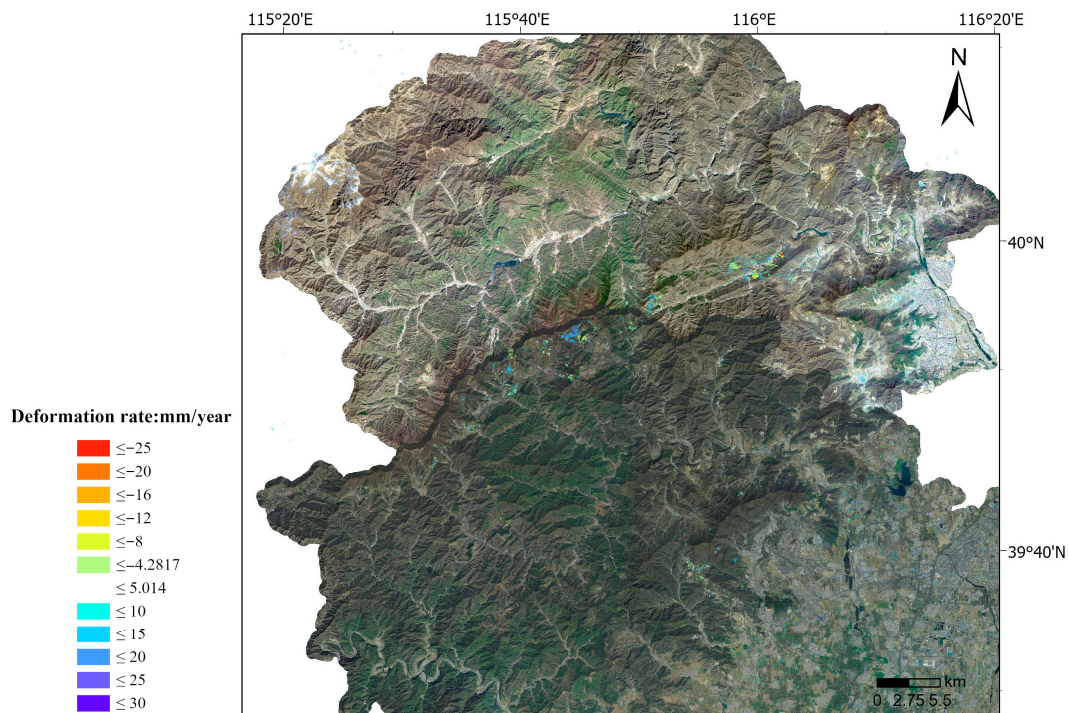 115°20'E 115°40'E 116°E 116°20'E
N
40°N
Deformation rate:mm/year
≤−25
≤−20
≤−16
≤−12
≤−8
≤−4.2817
≤ 5.014
≤ 10
≤ 15
≤ 20
≤ 25
≤ 30
39°40'N
km
0 2.75 5.5